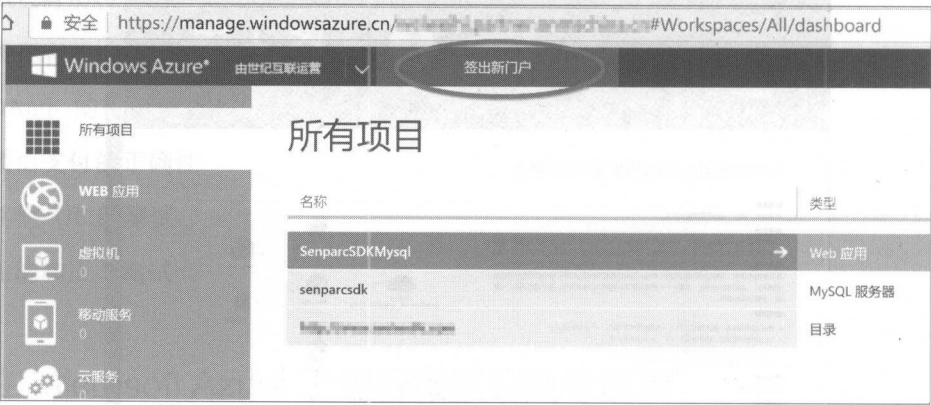 安全 https://manage.windowsazure.cn/ #Workspaces/All/dashboard
Windows Azure* 由世纪互联运营 签出新门户
所有项目
WEB 应用
1
虚拟机
0
移动服务
0
云服务
0
所有项目
名称 类型
SenparcSDKMysql → Web 应用
senparcsdk MySQL 服务器
目录